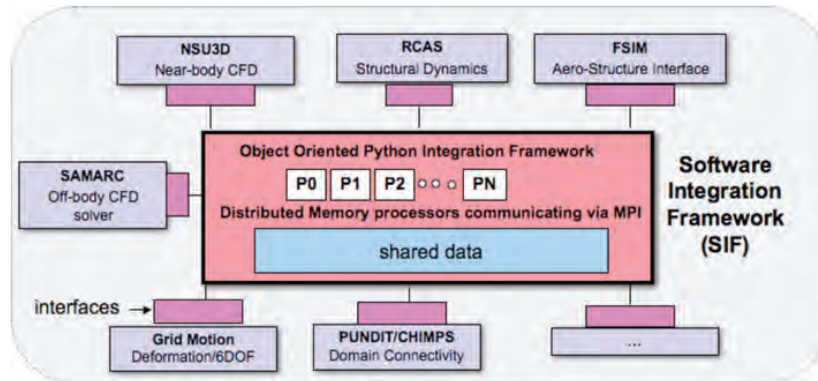 NSU3D
Near-body CFD
RCAS
Structural Dynamics
FSIM
Aero-Structure Interface
SAMARC
Off-body CFD
solver
Object Oriented Python Integration Framework
P0 P1 P2 PN
Distributed Memory processors communicating via MPI
shared data
Software
Integration
Framework
(SIF)
interfaces
Grid Motion
Deformation/6DOF
PUNDIT/CHIMPS
Domain Connectivity
...